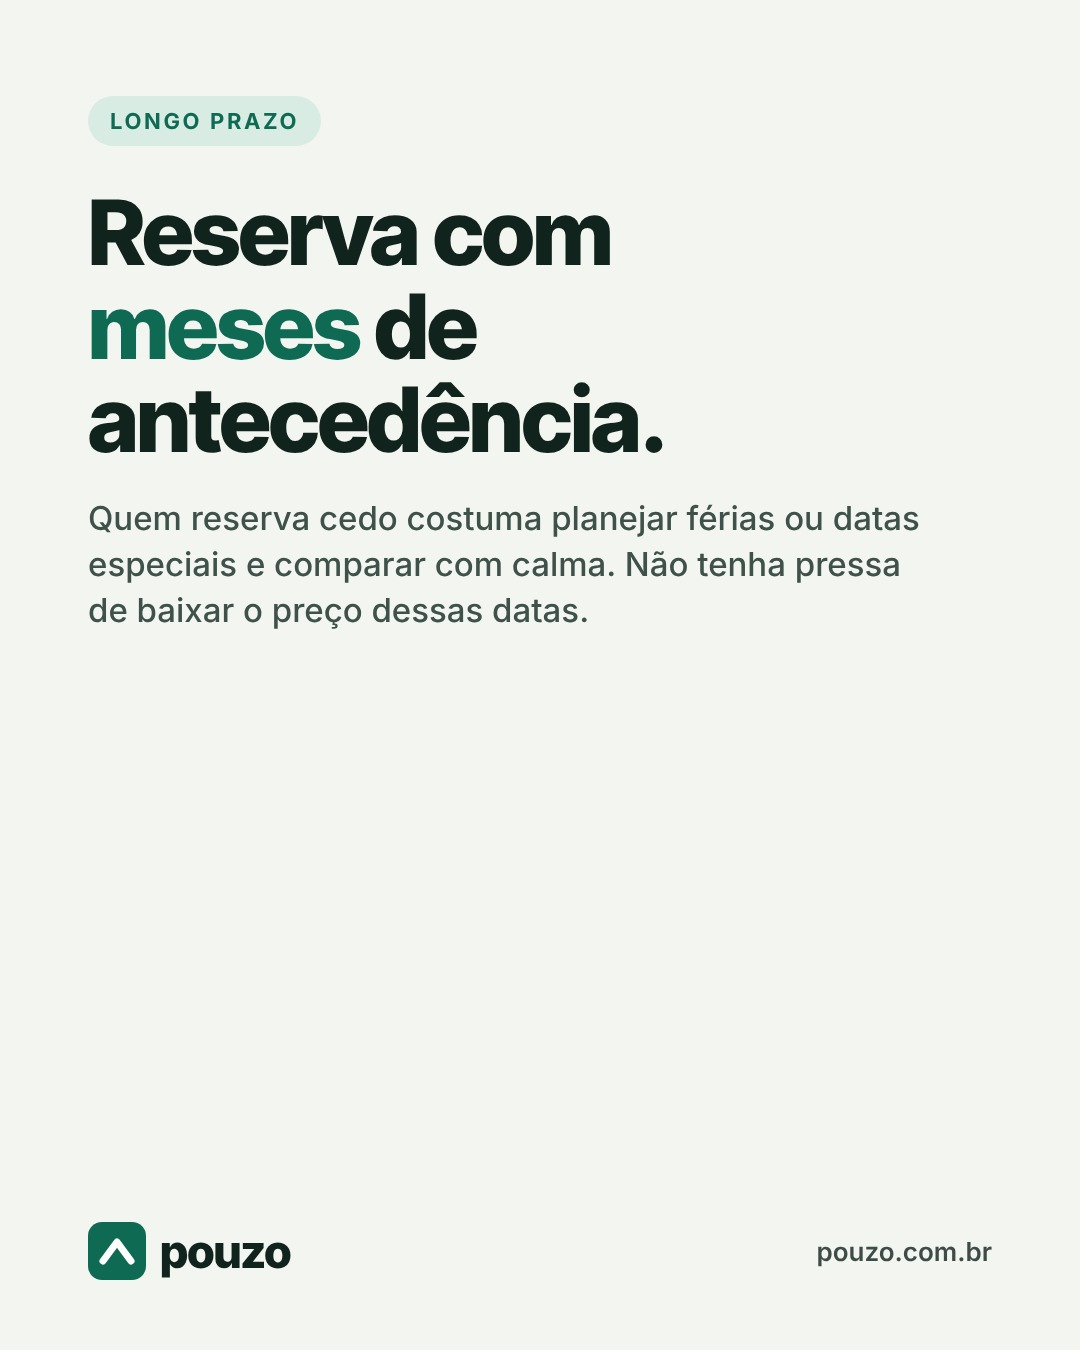 LONGO PRAZO
Reserva com
meses de
antecedência.
Quem reserva cedo costuma planejar férias ou datas
especiais e comparar com calma. Não tenha pressa
de baixar o preço dessas datas.
pouzo
pouzo.com.br